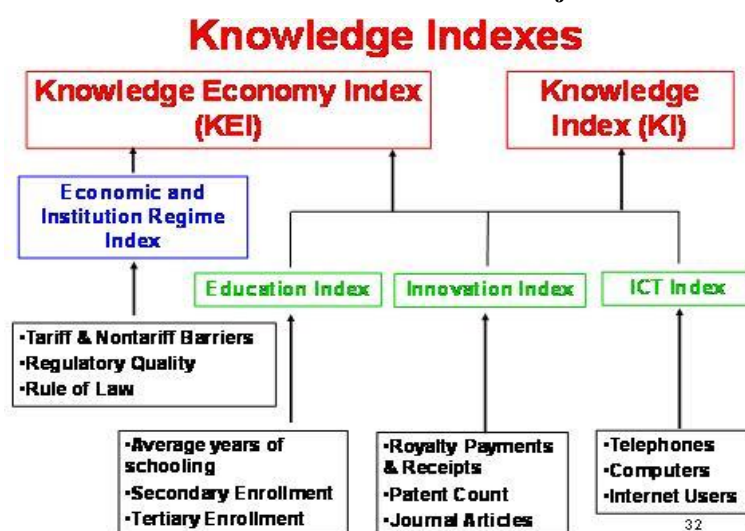 Knowledge Indexes
Knowledge Economy Index
(KEI)
Knowledge
Index (KI)
Economic and
Institution Regime
Index
Education Index
Innovation Index
ICT Index
•Tariff & Nontariff Barriers
•Regulatory Quality
•Rule of Law
•Average years of
schooling
•Secondary Enrollment
•Tertiary Enrollment
•Royalty Payments
& Receipts
•Patent Count
•Journal Articles
•Telephones
•Computers
•Internet Users
32